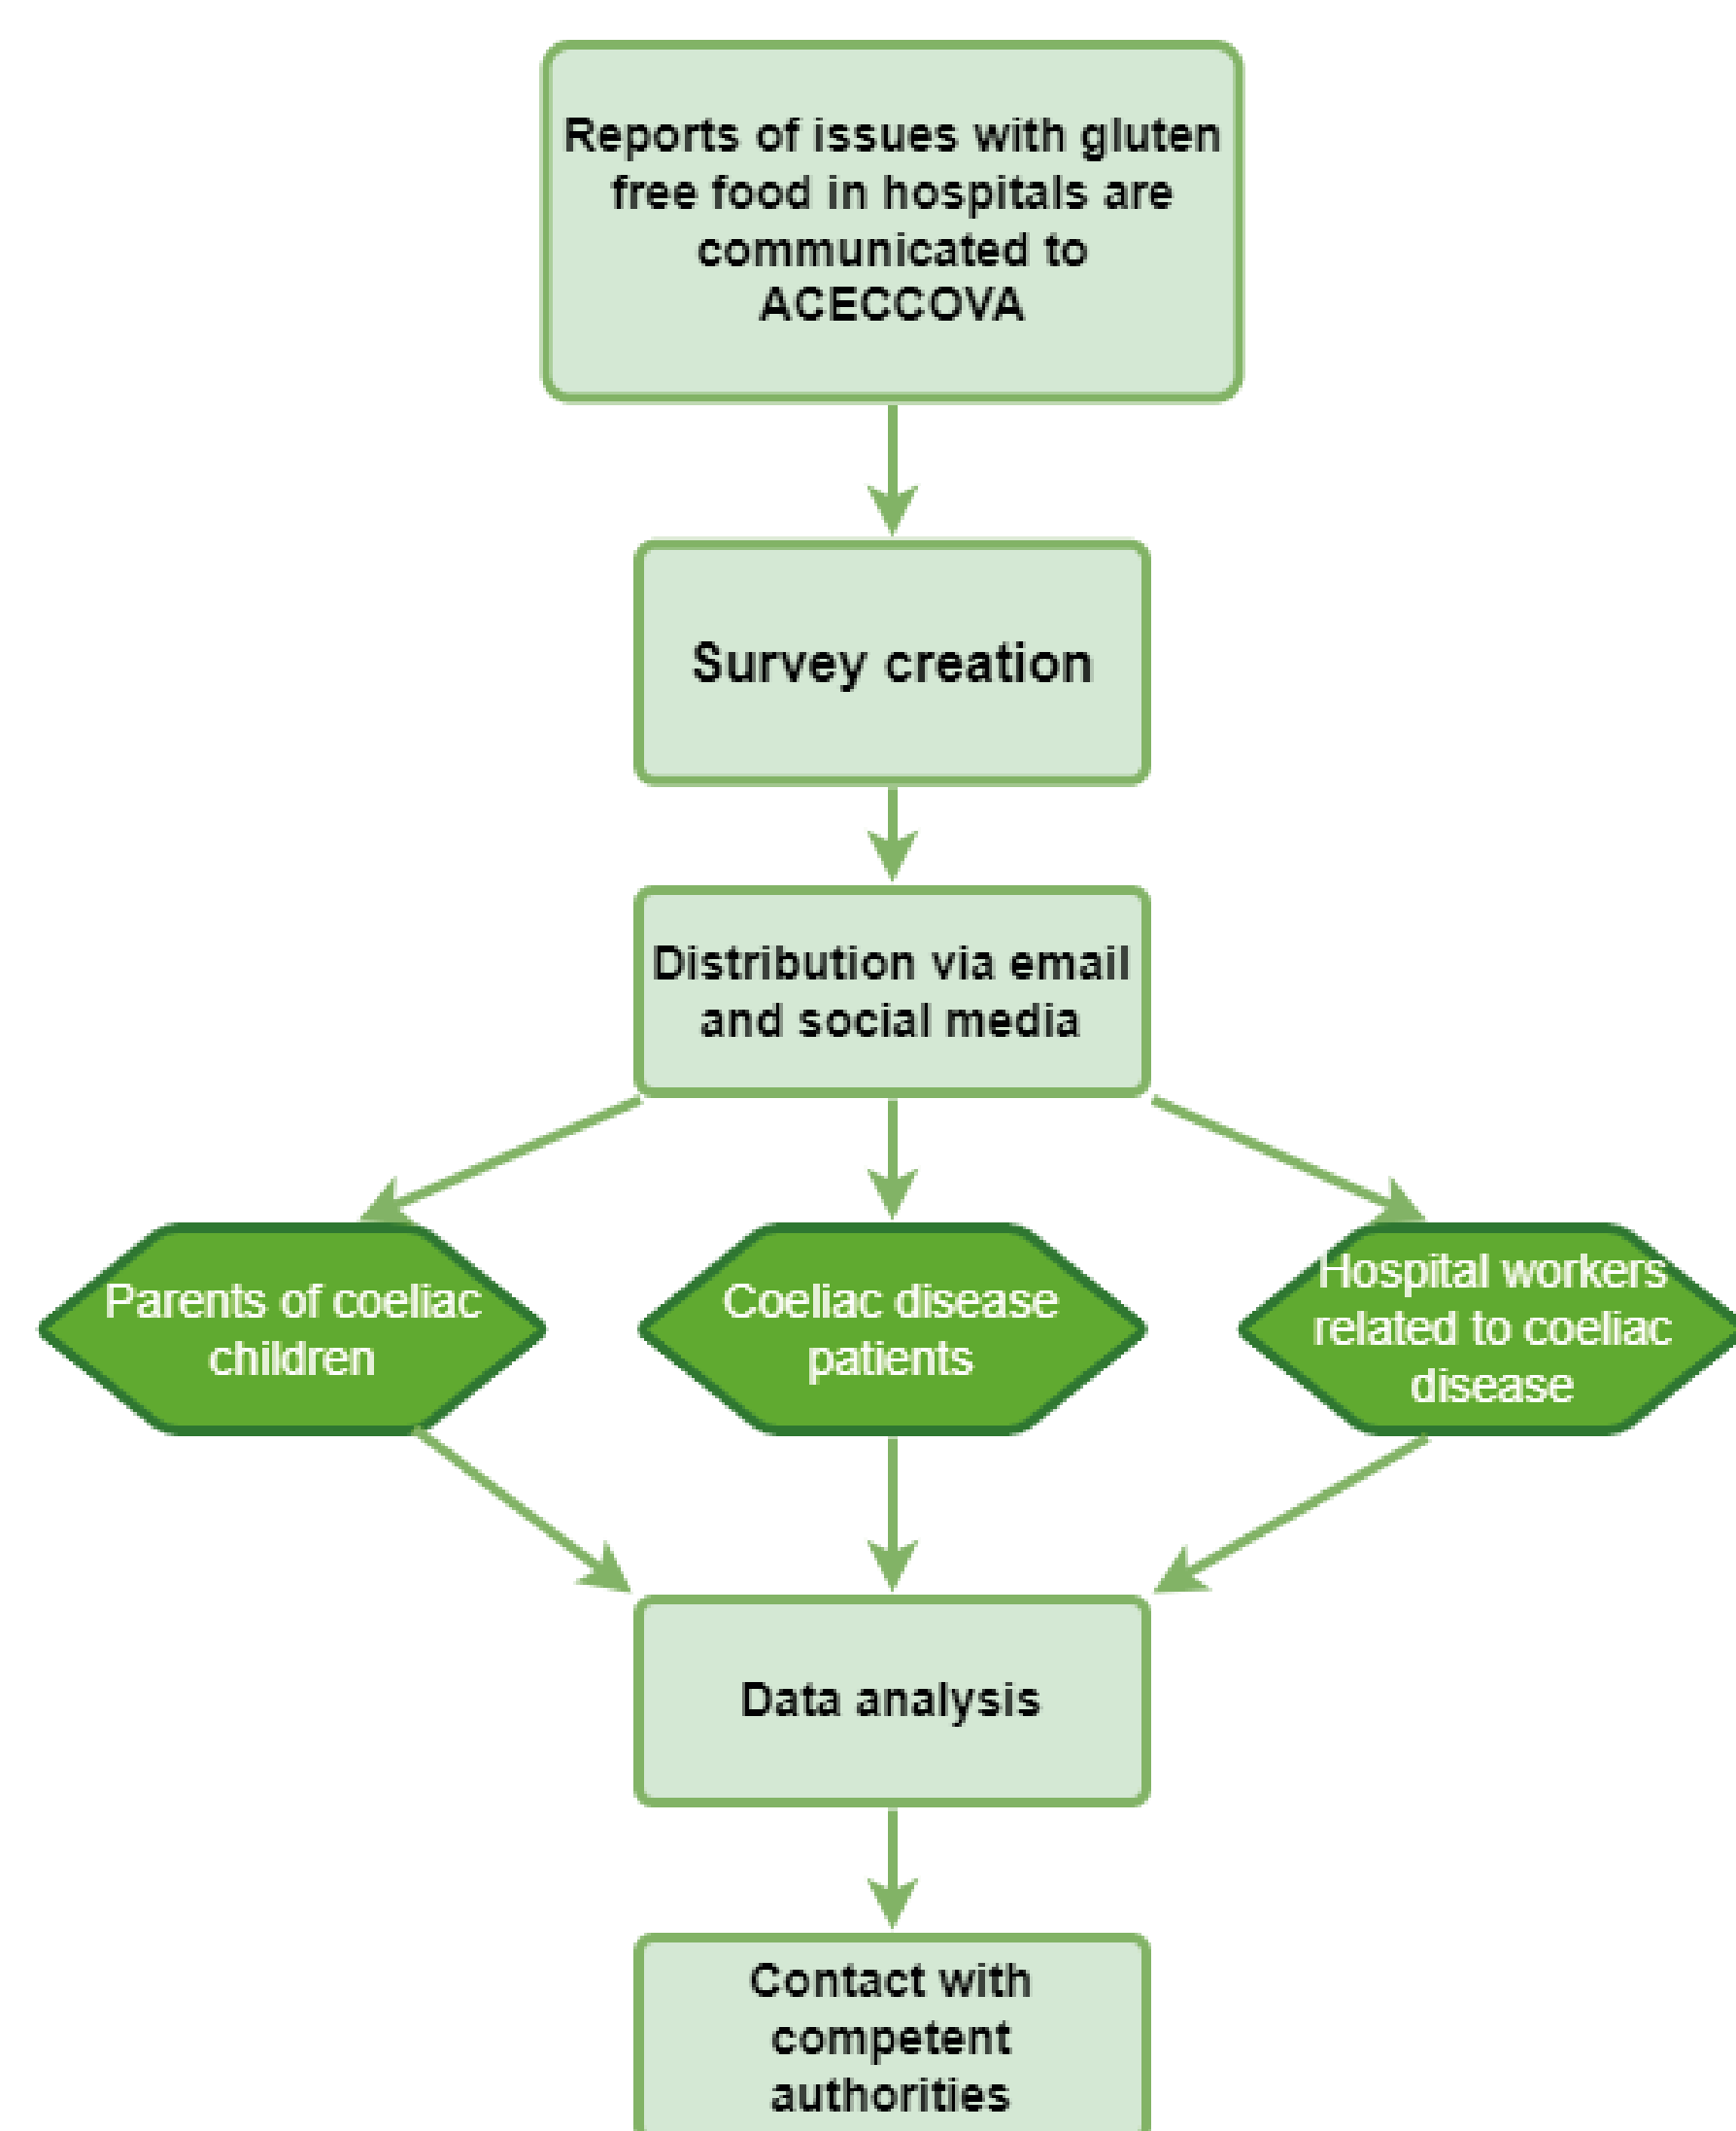 Reports of issues with gluten
free food in hospitals are
communicated to
ACECCOVA
Survey creation
Distribution via email
and social media
Parents of coeliac
children
Coeliac disease
patients
Hospital workers
related to coeliac
disease
Data analysis
Contact with
competent
authorities